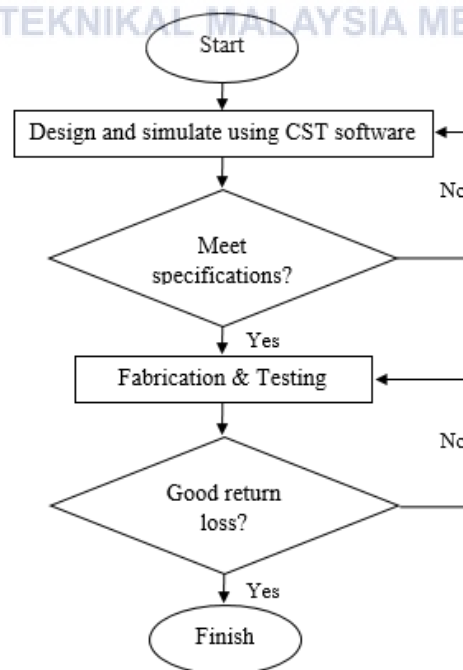 TEKNIKAL MALAYSIA
Start
Design and simulate using CST software
No
Meet
specifications?
Yes
Fabrication & Testing
No
Good return
loss?
Yes
Finish